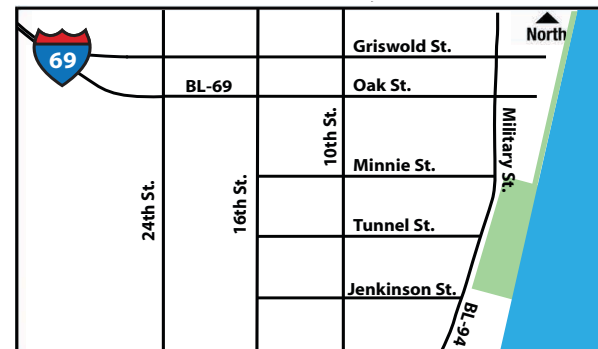 North
Griswold St.
69
BL-69
Oak St.
10th St.
Military St.
Minnie St.
24th St.
16th St.
Tunnel St.
Jenkinson St.
BL-94